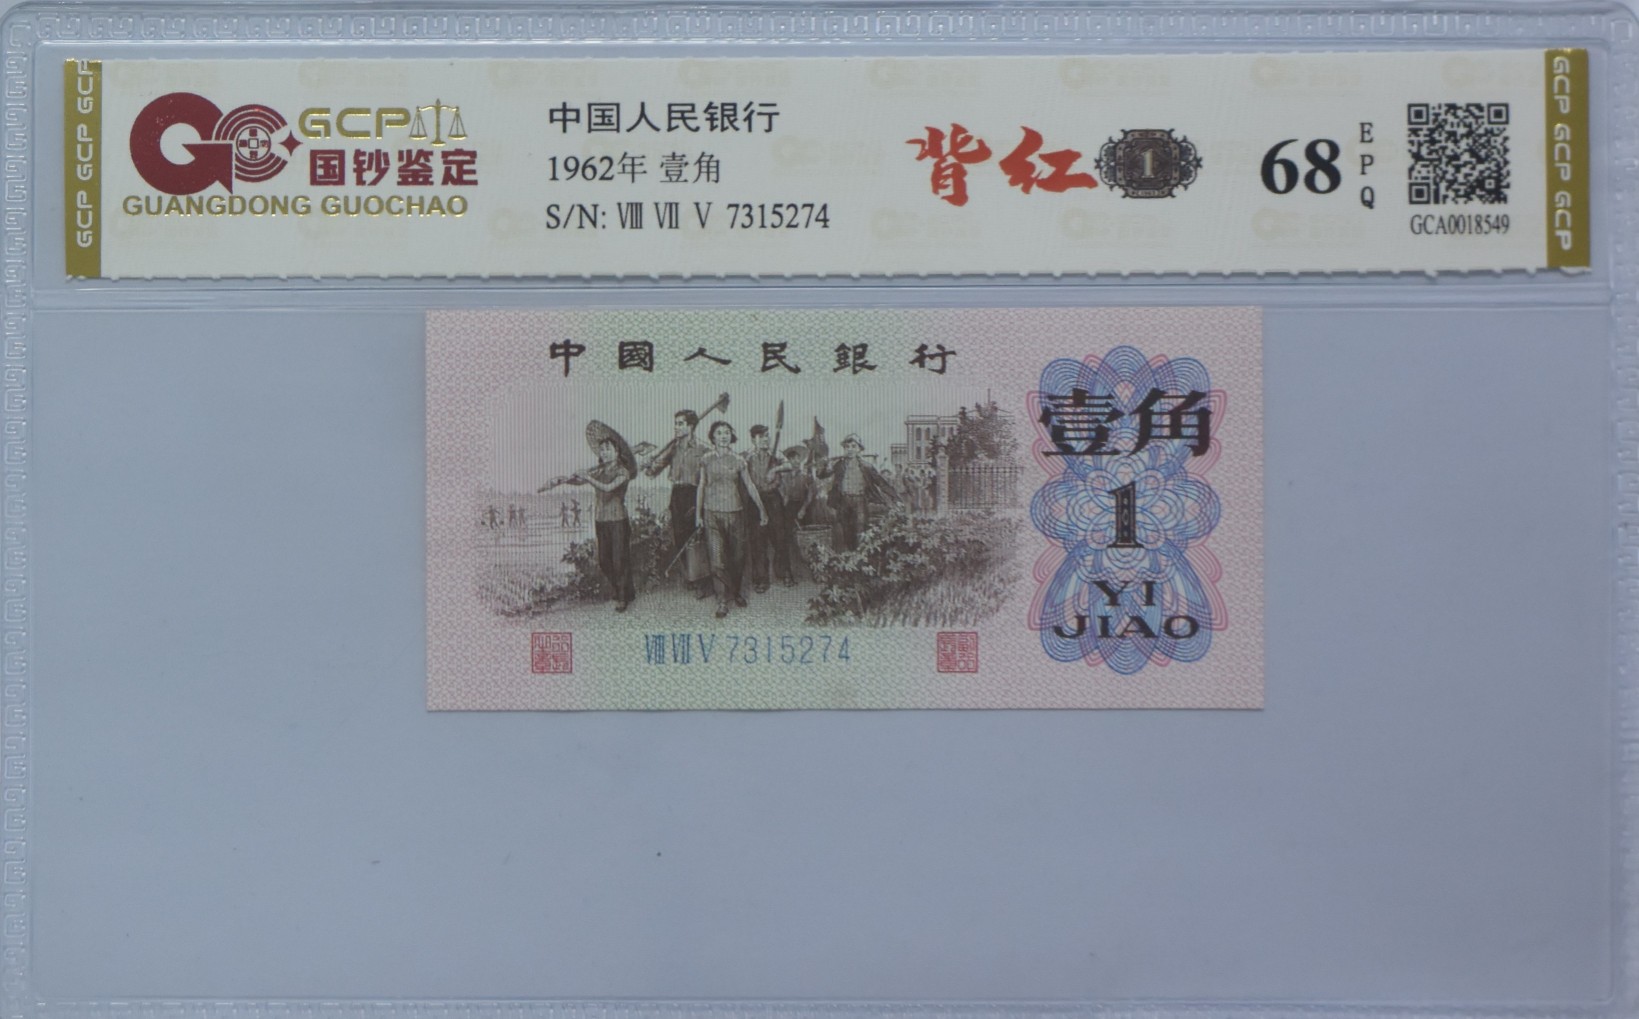 GCP GCP GCP
GCP
国钞鉴定
GUANGDONG GUOCHAO
中国人民银行
1962年 壹角
S/N: Ⅷ Ⅶ Ⅴ 7315274
背红
1
68
EPQ
GCA0018549
GCP GCP GCP
中國人民銀行
壹角
1
YI
JIAO
Ⅷ Ⅶ Ⅴ 7315274